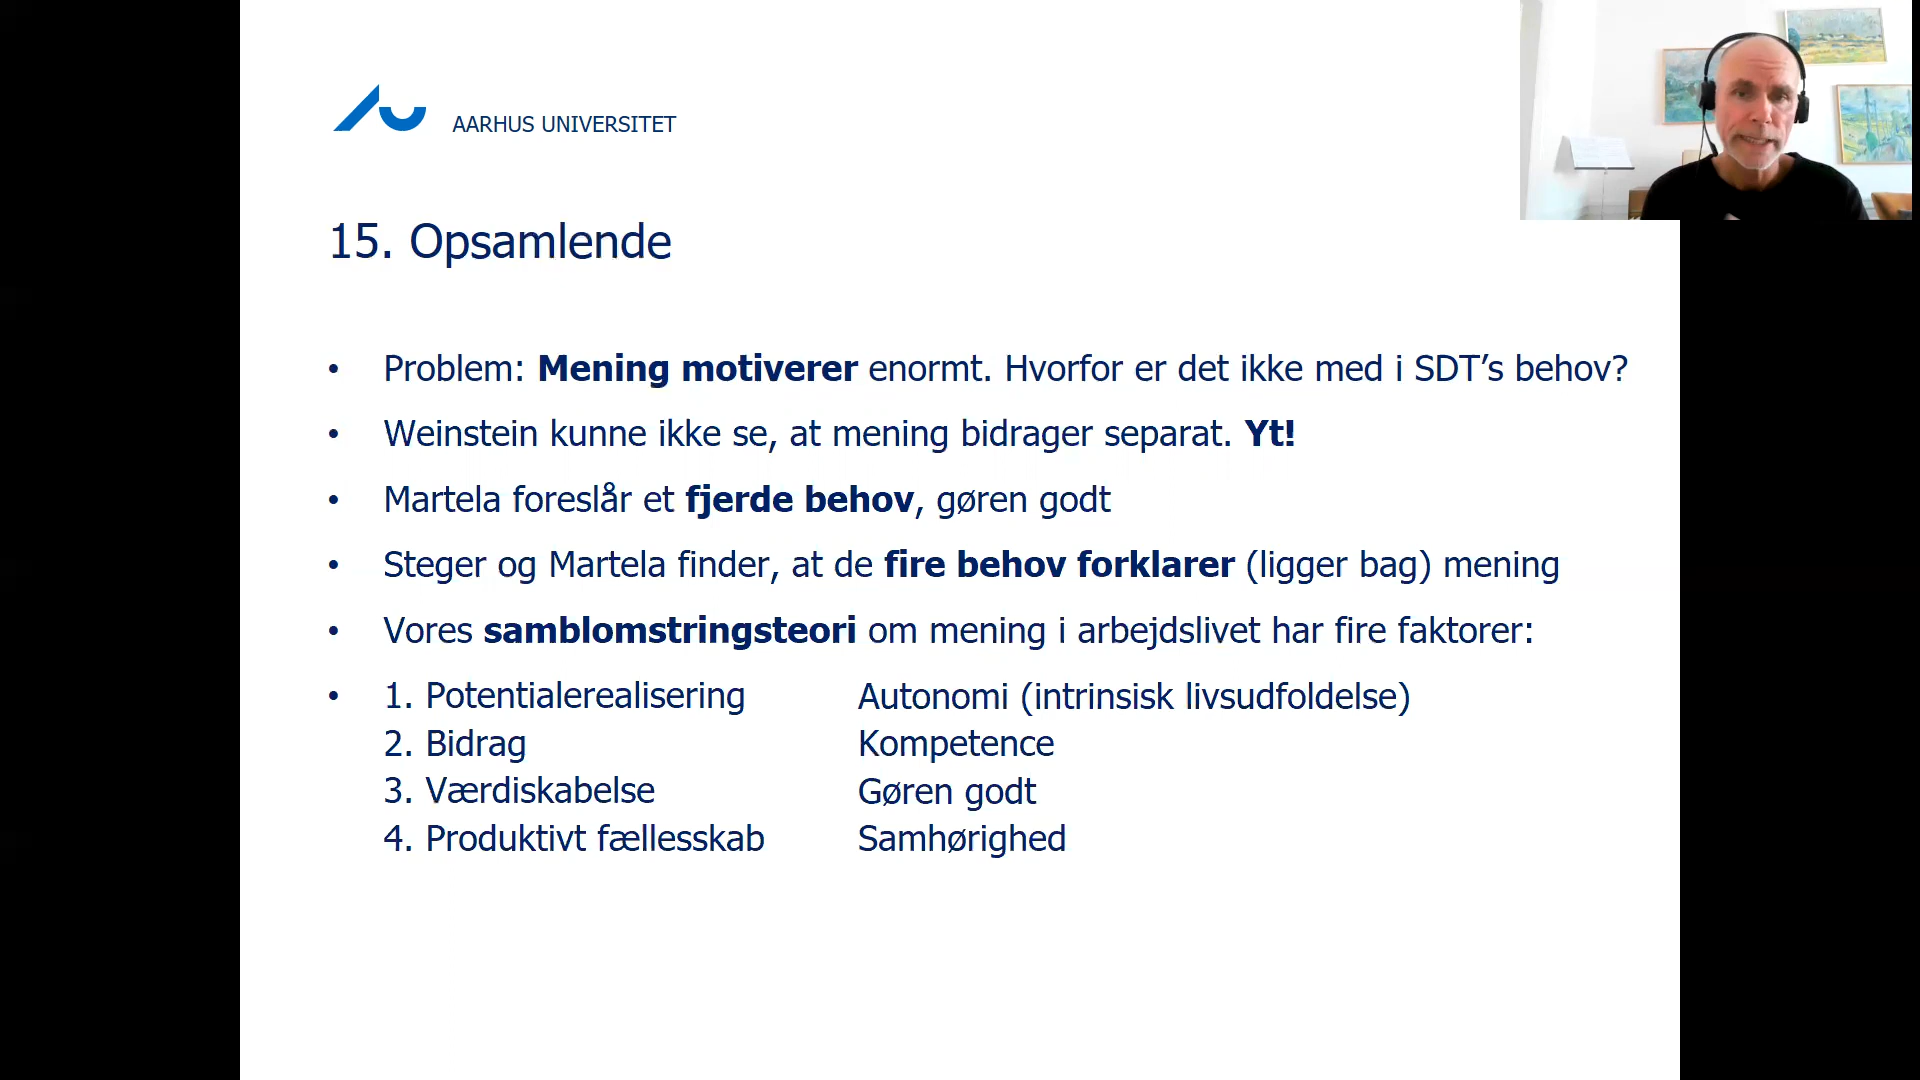 AARHUS UNIVERSITET
15. Opsamlende
• Problem: Mening motiverer enormt. Hvorfor er det ikke med i SDT’s behov?
• Weinstein kunne ikke se, at mening bidrager separat. Yt!
• Martela foreslår et fjerde behov, gøren godt
• Steger og Martela finder, at de fire behov forklarer (ligger bag) mening
• Vores samblomstringsteori om mening i arbejdslivet har fire faktorer:
• 1. Potentialerealisering Autonomi (intrinsisk livsudfoldelse)
2. Bidrag Kompetence
3. Værdiskabelse Gøren godt
4. Produktivt fællesskab Samhørighed